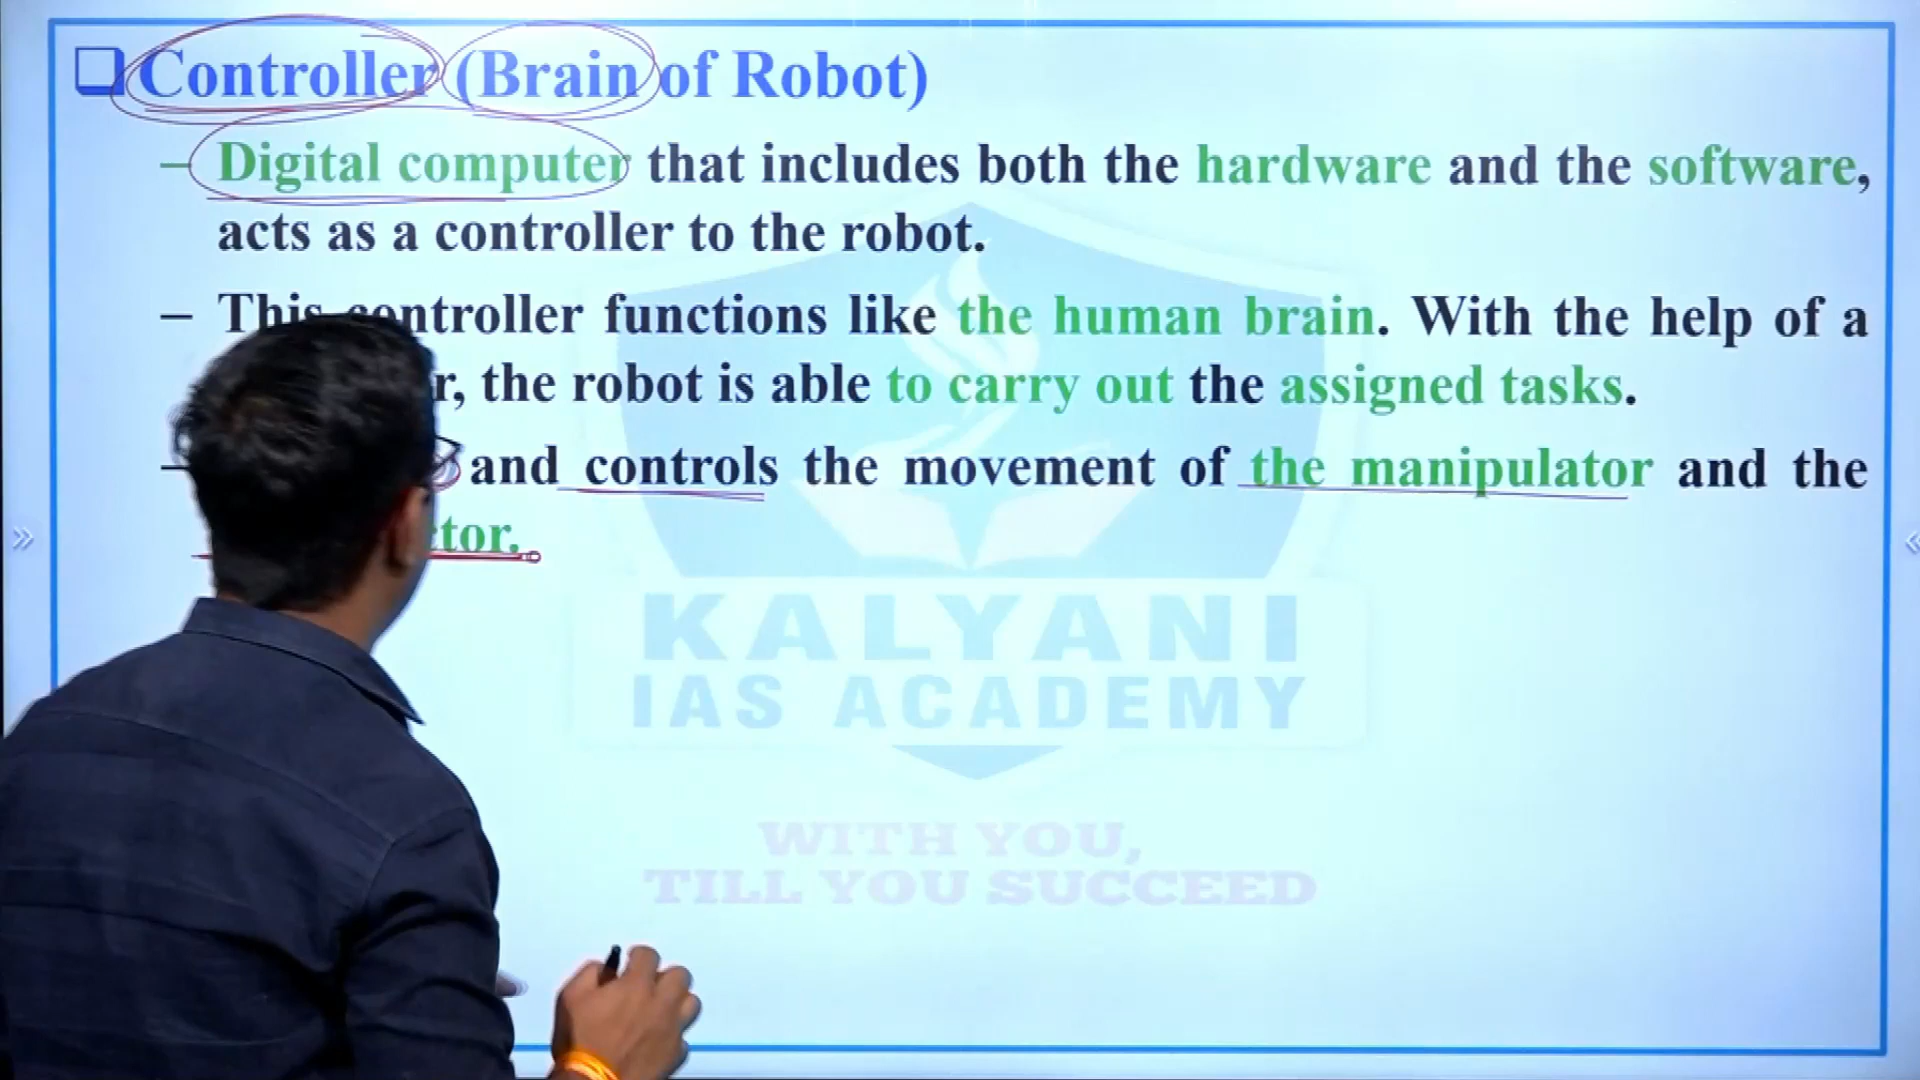 Controller (Brain of Robot)
– Digital computer that includes both the hardware and the software,
acts as a controller to the robot.
– This controller functions like the human brain. With the help of a
the robot is able to carry out the assigned tasks.
– and controls the movement of the manipulator and the
KALYANI
IAS ACADEMY
WITH YOU,
TILL YOU SUCCEED